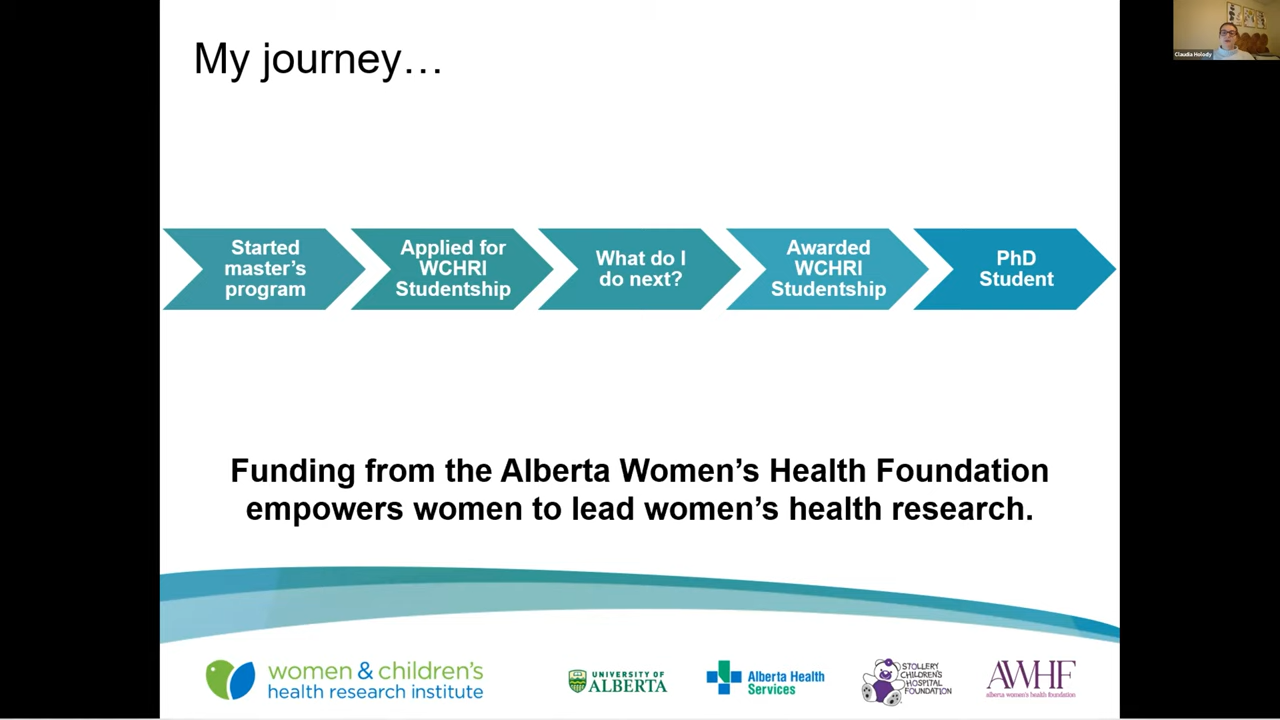 My journey…
Claudia Holody
Started
master's
program
Applied for
WCHRI
Studentship
What do I
do next?
Awarded
WCHRI
Studentship
PhD
Student
Funding from the Alberta Women's Health Foundation
empowers women to lead women's health research.
women & children's
health research institute
UNIVERSITY OF
ALBERTA
Alberta Health
Services
STOLLERY
CHILDREN'S
HOSPITAL
FOUNDATION
AWHF
alberta women's health foundation